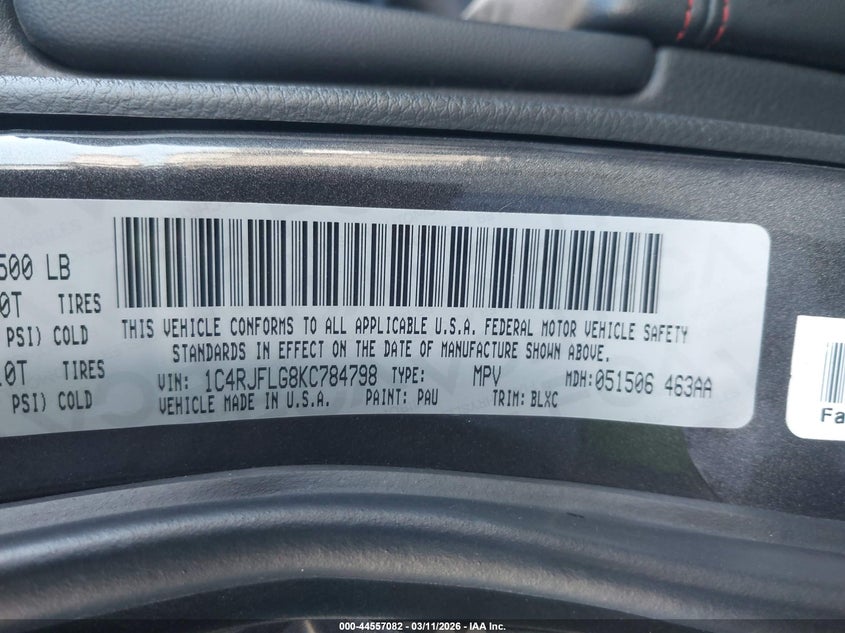 500 LB
0T TIRES
PSI) COLD
.0T TIRES
PSI) COLD
THIS VEHICLE CONFORMS TO ALL APPLICABLE U.S.A. FEDERAL MOTOR VEHICLE SAFETY
STANDARDS IN EFFECT ON THE DATE OF MANUFACTURE SHOWN ABOVE.
VIN: 1C4RJFLG8KC784798 TYPE: MPV MDH:051506 463AA
VEHICLE MADE IN U.S.A. PAINT: PAU TRIM: BLXC
Fa
000-44557082 - 03/11/2026 - IAA Inc.